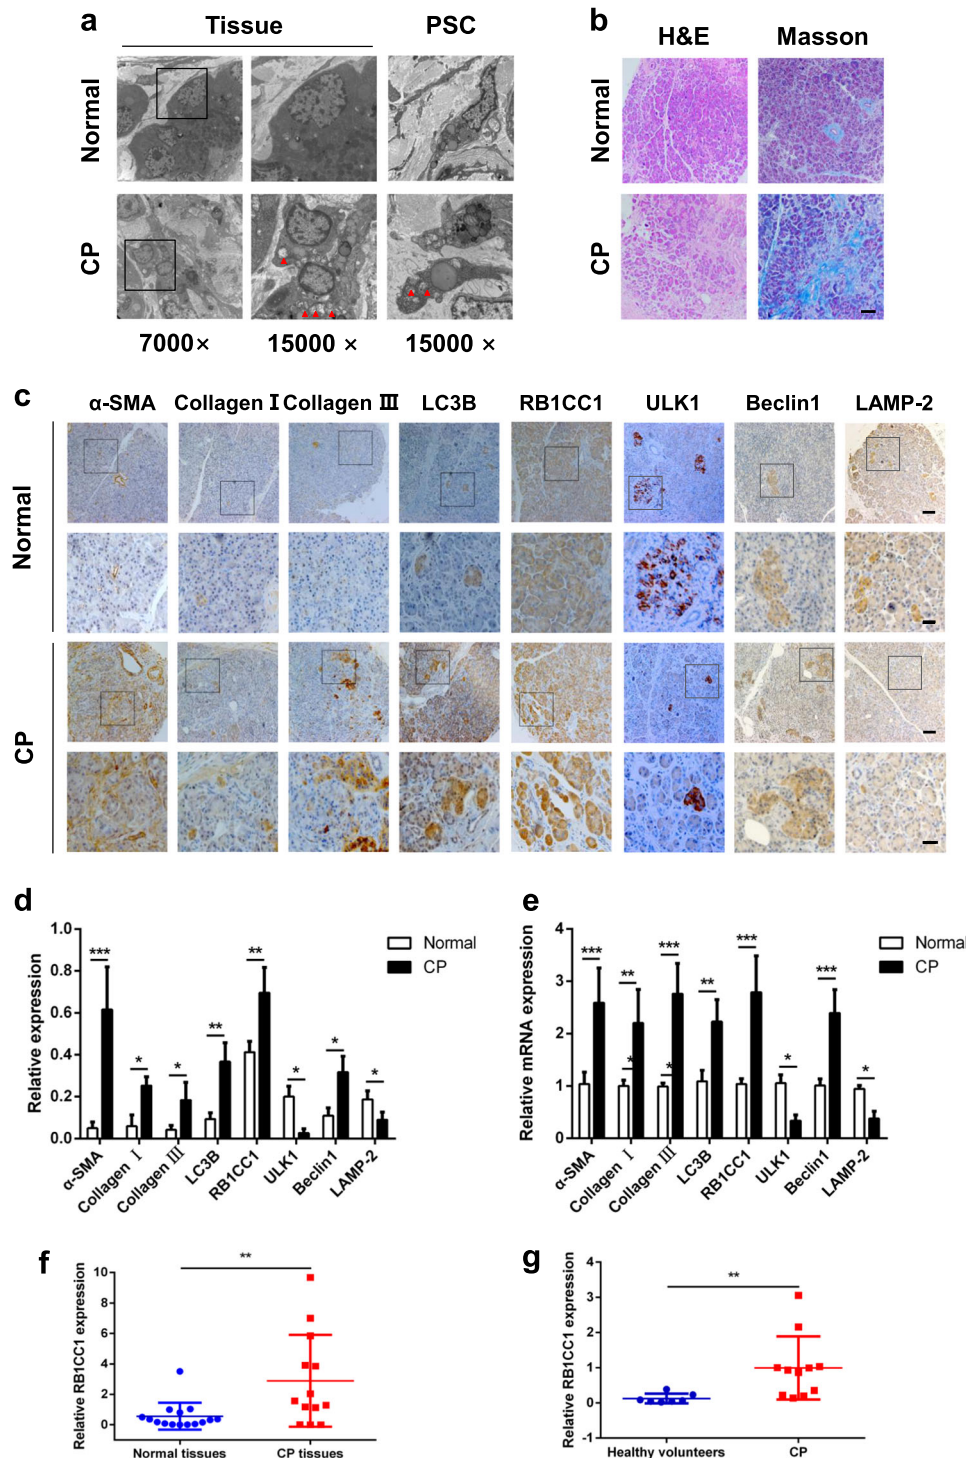 a
Tissue PSC
Normal
CP
7000× 15000 × 15000 ×
b
H&E Masson
Normal
CP
c
α-SMA Collagen Ⅰ Collagen Ⅲ LC3B RB1CC1 ULK1 Beclin1 LAMP-2
Normal
CP
d
Relative expression
1.0
0.8
0.6
0.4
0.2
0.0
*** * * ** ** * * *
Normal
CP
α-SMA Collagen Ⅰ Collagen Ⅲ LC3B RB1CC1 ULK1 Beclin1 LAMP-2
e
Relative mRNA expression
4
3
2
1
0
*** ** *** ** *** * *** *
* *
Normal
CP
α-SMA Collagen Ⅰ Collagen Ⅲ LC3B RB1CC1 ULK1 Beclin1 LAMP-2
f
Relative RB1CC1 expression
10
8
6
4
2
0
**
Normal tissues CP tissues
g
Relative RB1CC1 expression
4
3
2
1
0
-1
**
Healthy volunteers CP